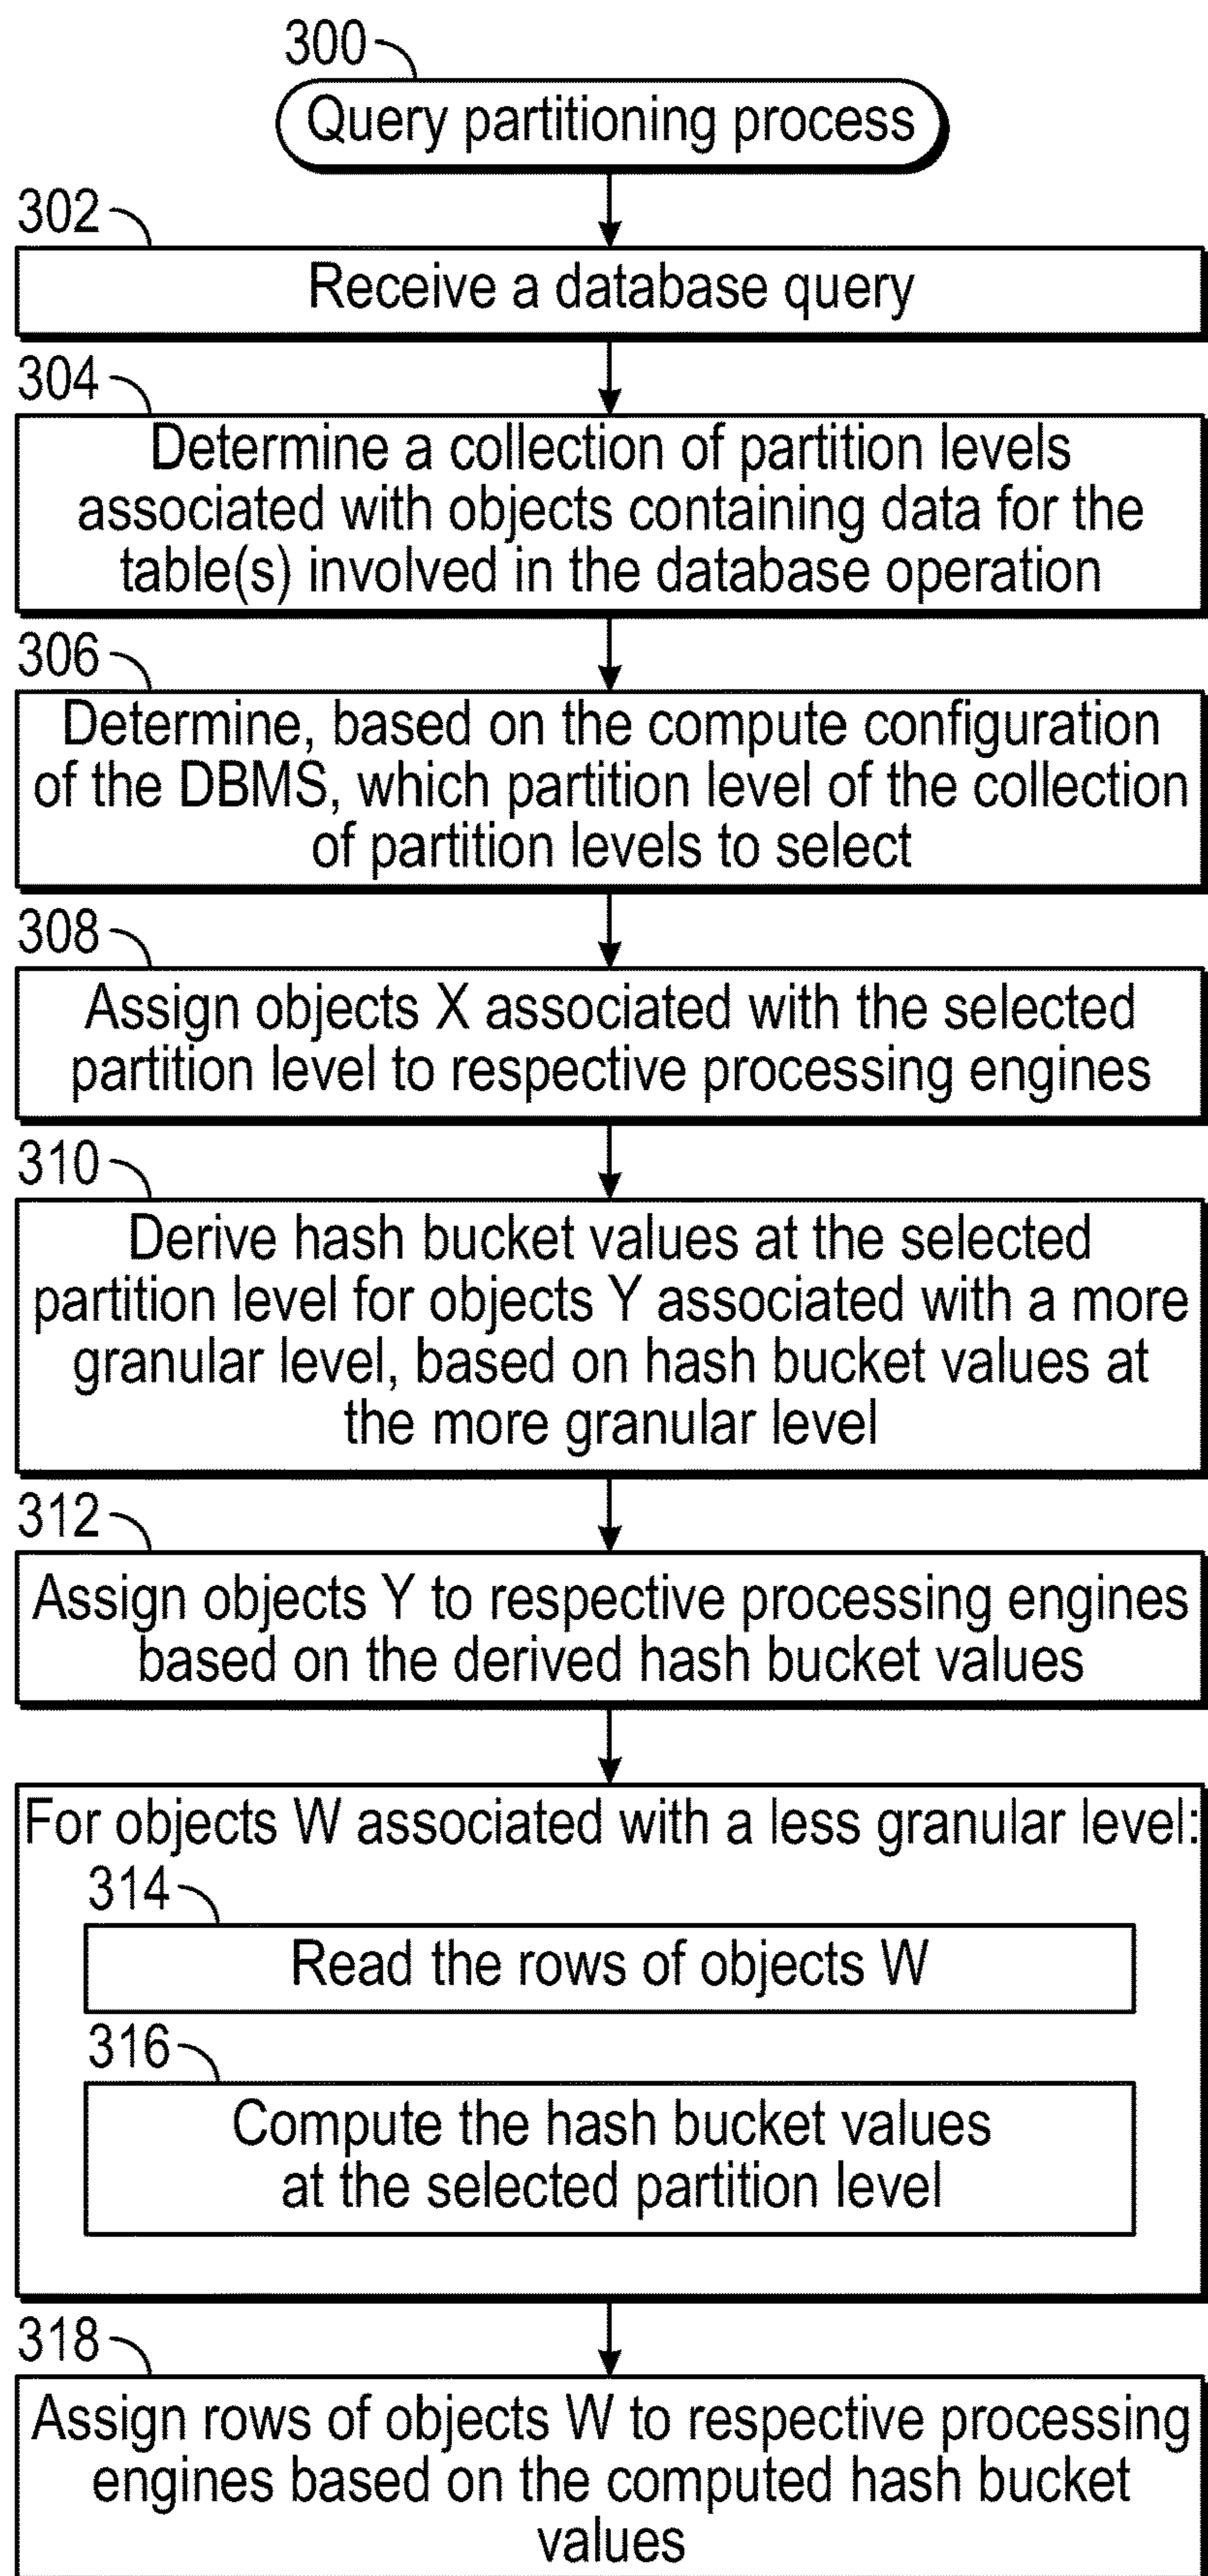 300
Query partitioning process
302
Receive a database query
304
Determine a collection of partition levels
associated with objects containing data for the
table(s) involved in the database operation
306
Determine, based on the compute configuration
of the DBMS, which partition level of the collection
of partition levels to select
308
Assign objects X associated with the selected
partition level to respective processing engines
310
Derive hash bucket values at the selected
partition level for objects Y associated with a more
granular level, based on hash bucket values at
the more granular level
312
Assign objects Y to respective processing engines
based on the derived hash bucket values
For objects W associated with a less granular level:
314
Read the rows of objects W
316
Compute the hash bucket values
at the selected partition level
318
Assign rows of objects W to respective processing
engines based on the computed hash bucket
values